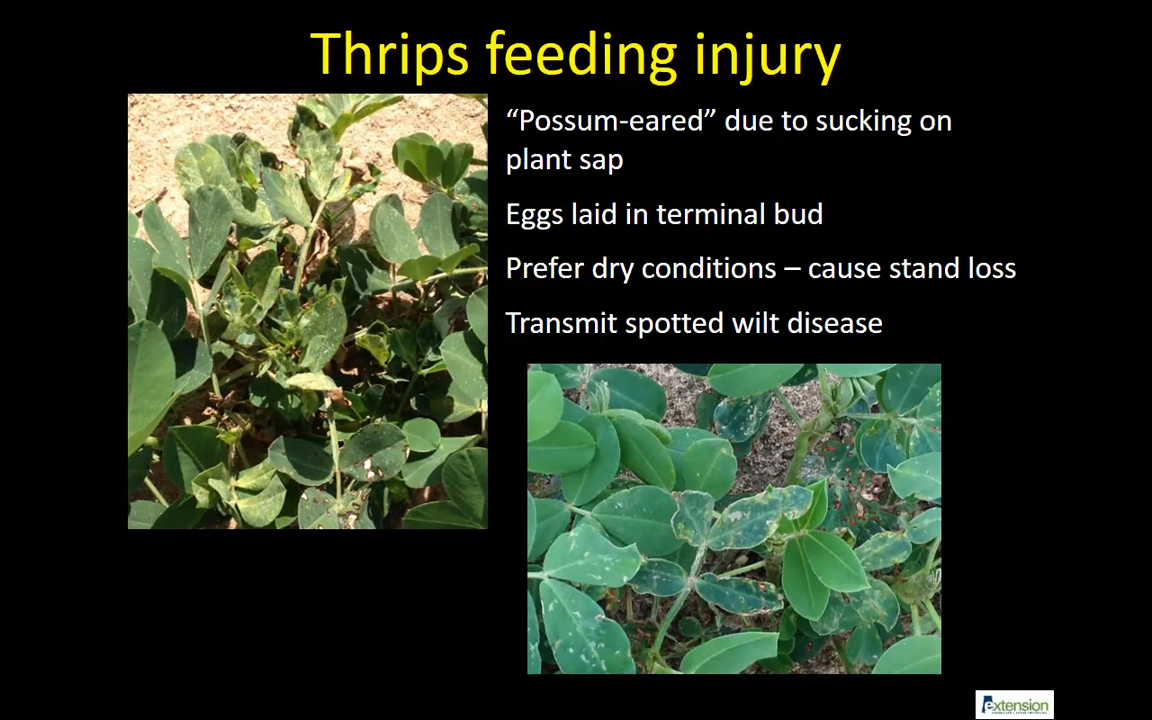 Thrips feeding injury
“Possum-eared” due to sucking on
plant sap
Eggs laid in terminal bud
Prefer dry conditions – cause stand loss
Transmit spotted wilt disease
extension